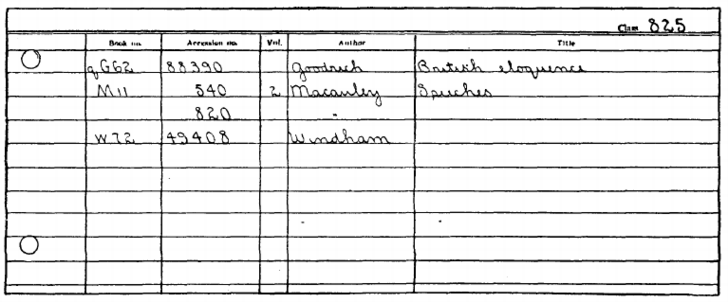 Class 825
Book no. Accession no. Vol. Author Title
qG62 88390 Goodrich British eloquence
M11 540 2 Macauley Speeches
820 "
W72 49408 Windham